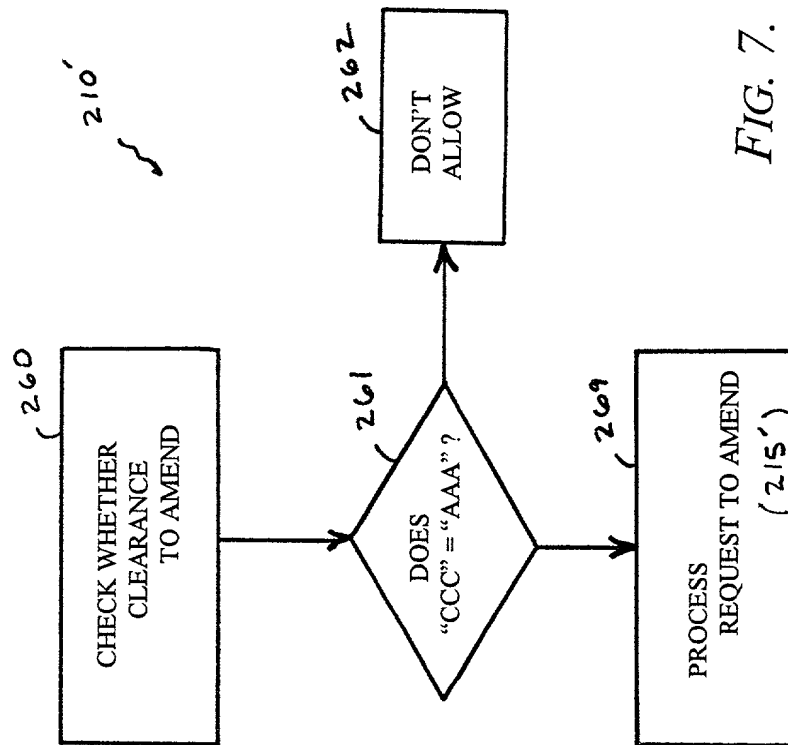 210'
260
CHECK WHETHER
CLEARANCE
TO AMEND
261
DOES
"CCC" = "AAA" ?
262
DON'T
ALLOW
269
PROCESS
REQUEST TO AMEND
(215')
FIG. 7.